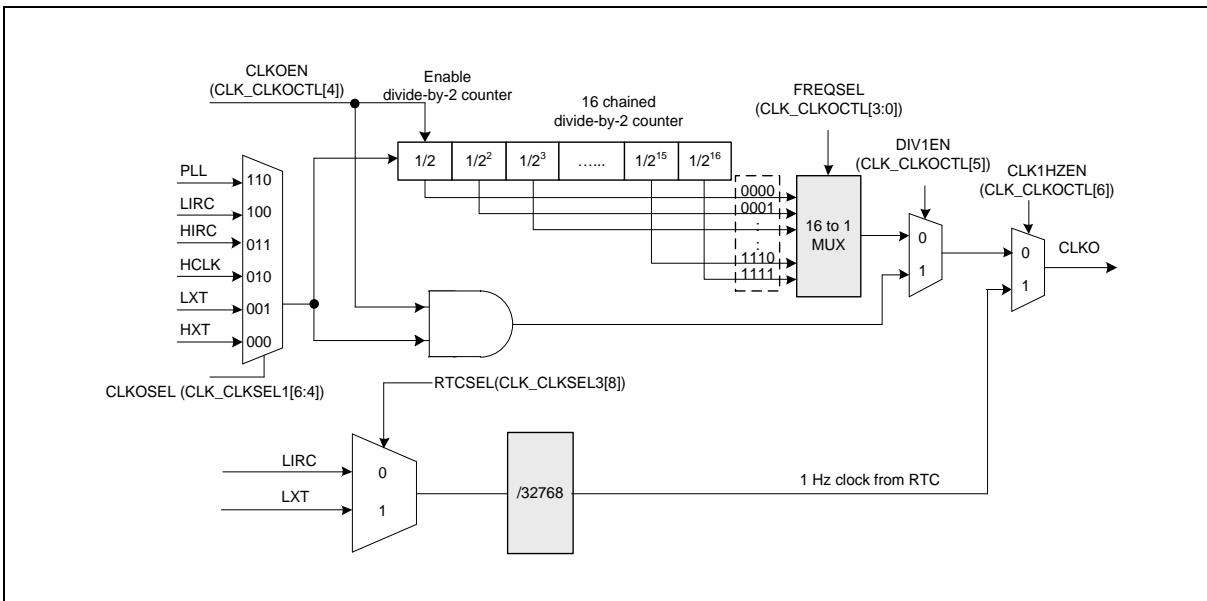 CLKOEN
(CLK_CLKOCTL[4])
Enable
divide-by-2 counter
16 chained
divide-by-2 counter
FREQSEL
(CLK_CLKOCTL[3:0])
DIV1EN
(CLK_CLKOCTL[5])
CLK1HZEN
(CLK_CLKOCTL[6])
1/2 1/2² 1/2³ …... 1/2¹⁵ 1/2¹⁶
PLL 110
LIRC 100
HIRC 011
HCLK 010
LXT 001
HXT 000
CLKOSEL (CLK_CLKSEL1[6:4])
0000
0001
:
:
1110
1111
16 to 1
MUX
0
1
0
1
CLKO
RTCSEL(CLK_CLKSEL3[8])
LIRC 0
LXT 1
/32768
1 Hz clock from RTC